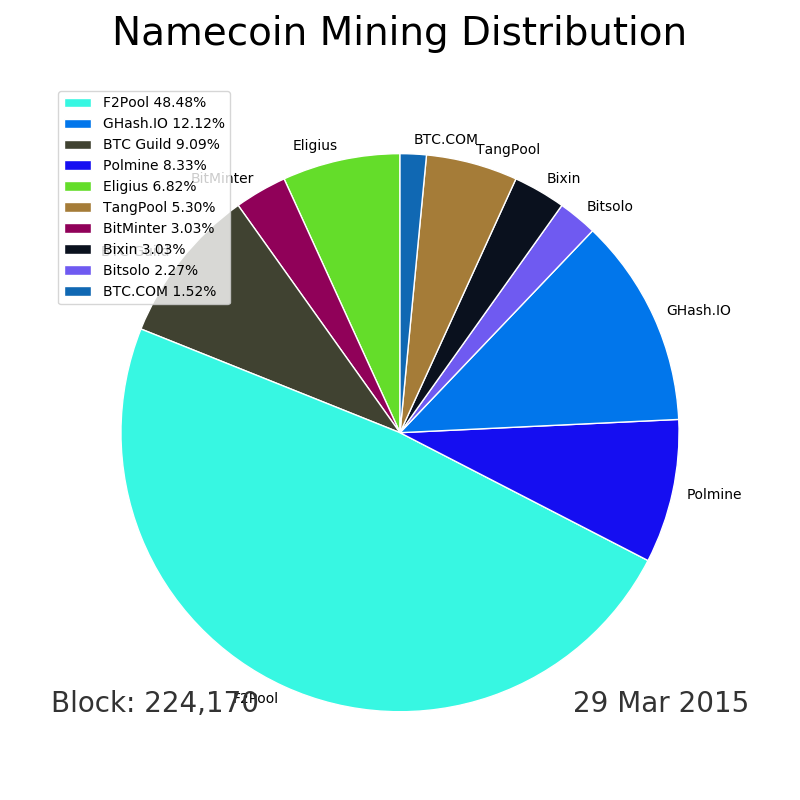 Namecoin Mining Distribution
F2Pool 48.48%
GHash.IO 12.12%
BTC Guild 9.09%
Polmine 8.33%
Eligius 6.82%
TangPool 5.30%
BitMinter 3.03%
Bixin 3.03%
Bitsolo 2.27%
BTC.COM 1.52%
BTC.COM
TangPool
Eligius
Bixin
BitMinter
Bitsolo
BTC Guild
GHash.IO
Polmine
F2Pool
Block: 224,170
29 Mar 2015